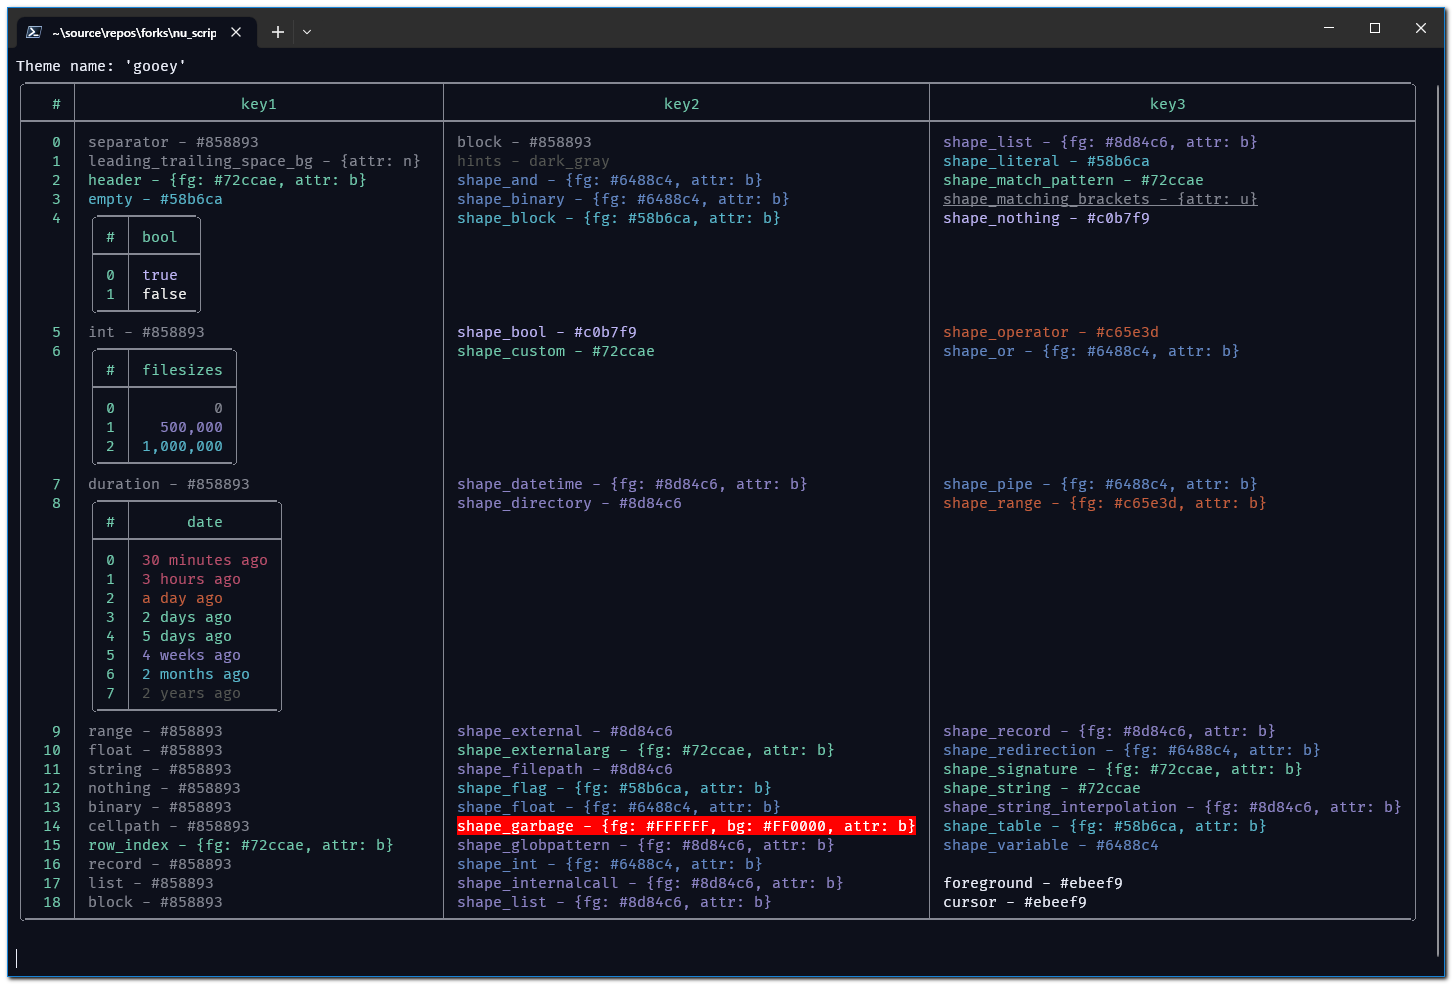 ~\source\repos\forks\nu_scrip
Theme name: 'gooey'
# key1 key2 key3
0 separator - #858893 block - #858893 shape_list - {fg: #8d84c6, attr: b}
1 leading_trailing_space_bg - {attr: n} hints - dark_gray shape_literal - #58b6ca
2 header - {fg: #72ccae, attr: b} shape_and - {fg: #6488c4, attr: b} shape_match_pattern - #72ccae
3 empty - #58b6ca shape_binary - {fg: #6488c4, attr: b} shape_matching_brackets - {attr: u}
4 shape_block - {fg: #58b6ca, attr: b} shape_nothing - #c0b7f9
# bool
0 true
1 false
5 int - #858893 shape_bool - #c0b7f9 shape_operator - #c65e3d
6 shape_custom - #72ccae shape_or - {fg: #6488c4, attr: b}
# filesizes
0 0
1 500,000
2 1,000,000
7 duration - #858893 shape_datetime - {fg: #8d84c6, attr: b} shape_pipe - {fg: #6488c4, attr: b}
8 shape_directory - #8d84c6 shape_range - {fg: #c65e3d, attr: b}
# date
0 30 minutes ago
1 3 hours ago
2 a day ago
3 2 days ago
4 5 days ago
5 4 weeks ago
6 2 months ago
7 2 years ago
9 range - #858893 shape_external - #8d84c6 shape_record - {fg: #8d84c6, attr: b}
10 float - #858893 shape_externalarg - {fg: #72ccae, attr: b} shape_redirection - {fg: #6488c4, attr: b}
11 string - #858893 shape_filepath - #8d84c6 shape_signature - {fg: #72ccae, attr: b}
12 nothing - #858893 shape_flag - {fg: #58b6ca, attr: b} shape_string - #72ccae
13 binary - #858893 shape_float - {fg: #6488c4, attr: b} shape_string_interpolation - {fg: #8d84c6, attr: b}
14 cellpath - #858893 shape_garbage - {fg: #FFFFFF, bg: #FF0000, attr: b} shape_table - {fg: #58b6ca, attr: b}
15 row_index - {fg: #72ccae, attr: b} shape_globpattern - {fg: #8d84c6, attr: b} shape_variable - #6488c4
16 record - #858893 shape_int - {fg: #6488c4, attr: b}
17 list - #858893 shape_internalcall - {fg: #8d84c6, attr: b} foreground - #ebeef9
18 block - #858893 shape_list - {fg: #8d84c6, attr: b} cursor - #ebeef9